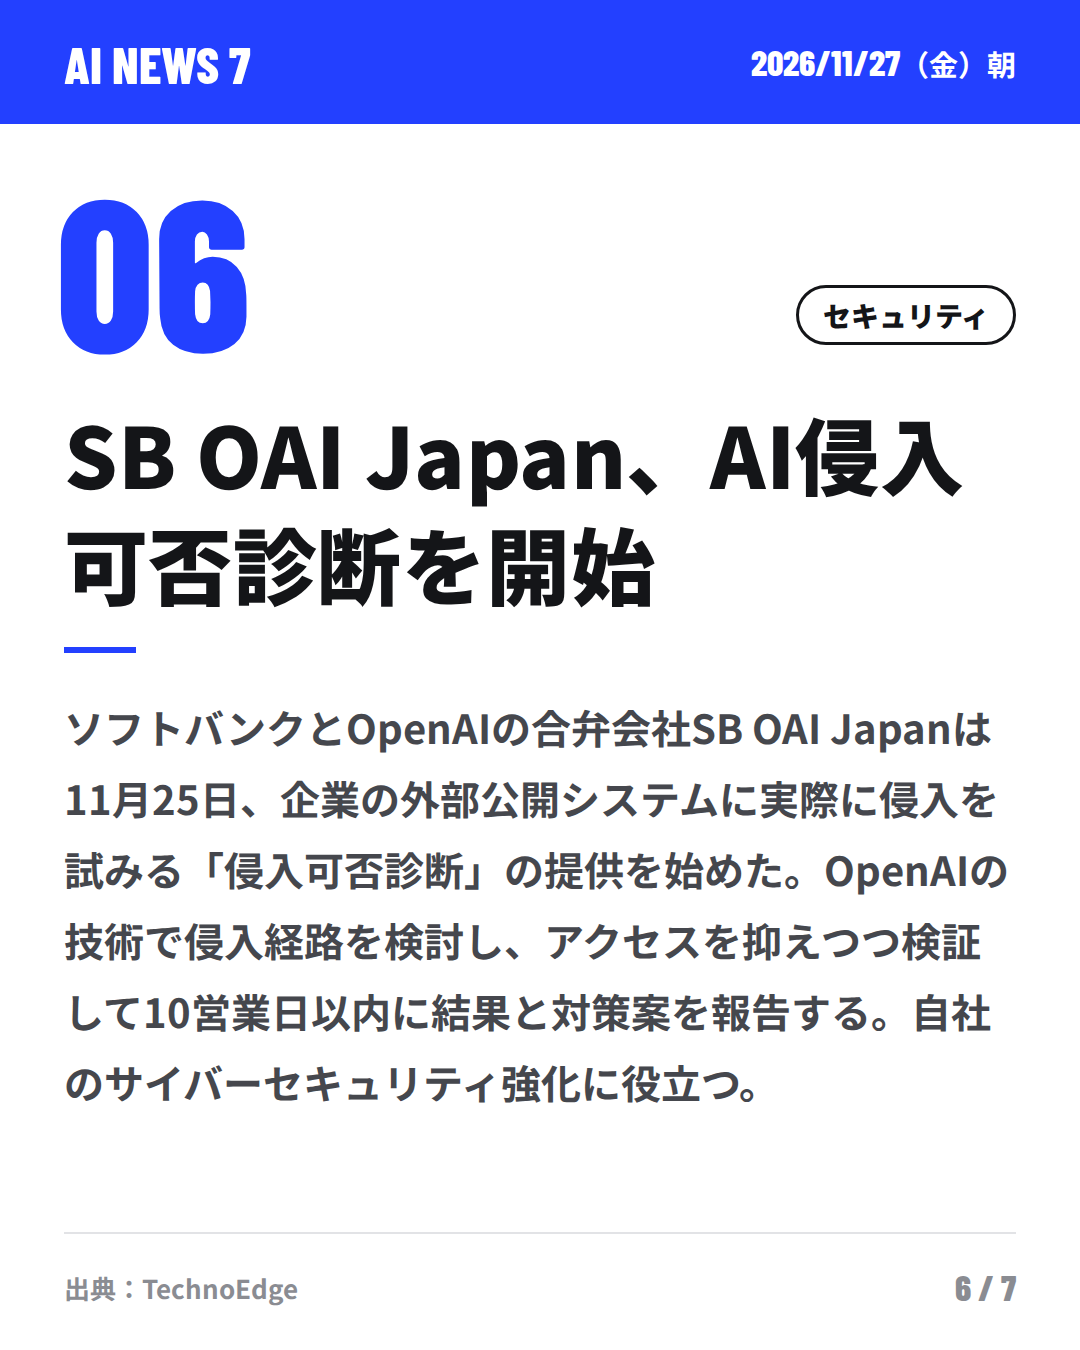 AI NEWS 7
2026/11/27（金）朝
06
セキュリティ
SB OAI Japan、AI侵入
可否診断を開始
ソフトバンクとOpenAIの合弁会社SB OAI Japanは
11月25日、企業の外部公開システムに実際に侵入を
試みる「侵入可否診断」の提供を始めた。OpenAIの
技術で侵入経路を検討し、アクセスを抑えつつ検証
して10営業日以内に結果と対策案を報告する。自社
のサイバーセキュリティ強化に役立つ。
出典：TechnoEdge
6 / 7